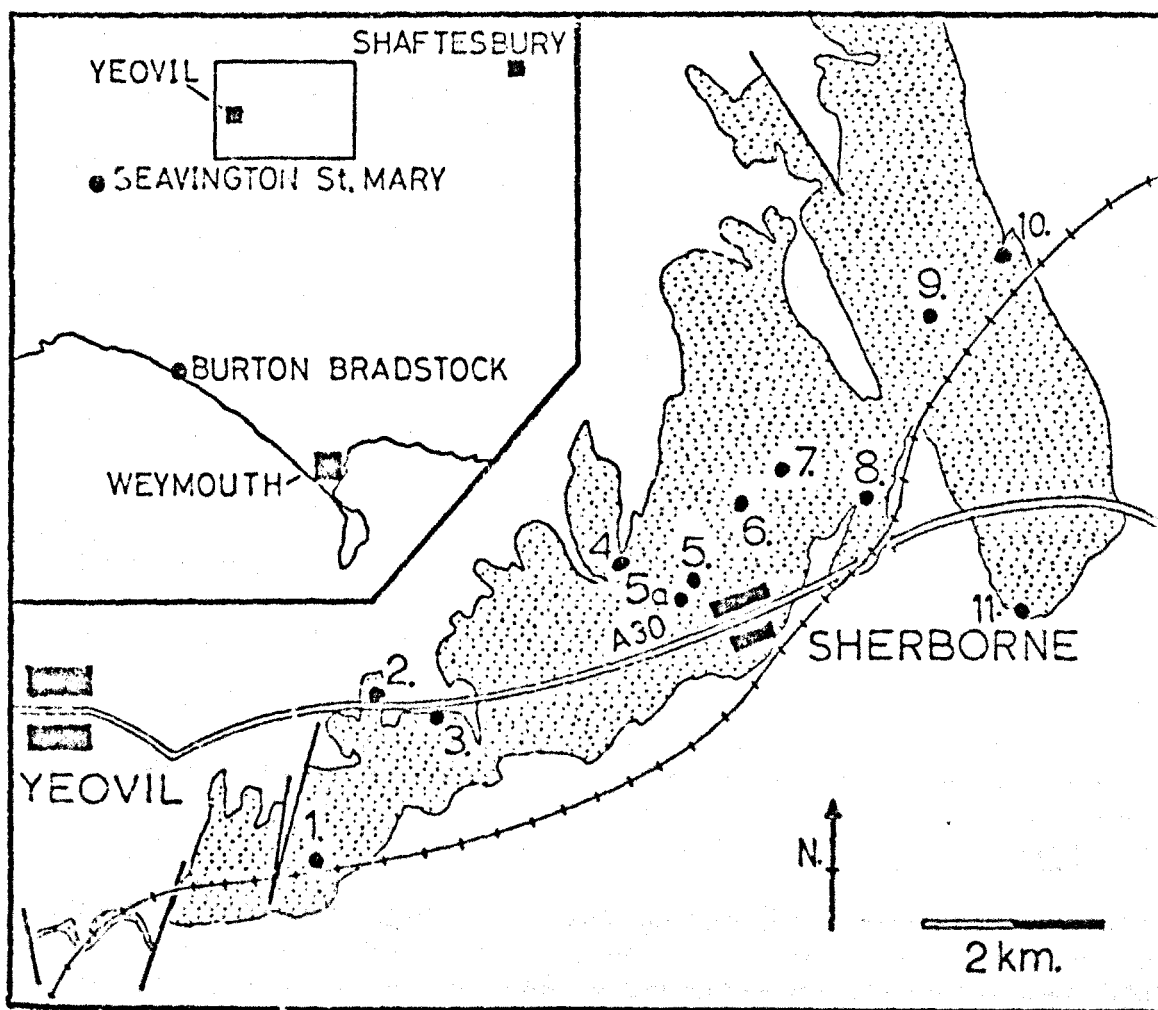 SHAFTESBURY
YEOVIL
SEAVINGTON St. MARY
BURTON BRADSTOCK
WEYMOUTH
10.
9.
7.
8.
6.
4
5.
5a
A30
11.
SHERBORNE
2.
3.
YEOVIL
1.
N.
2 km.